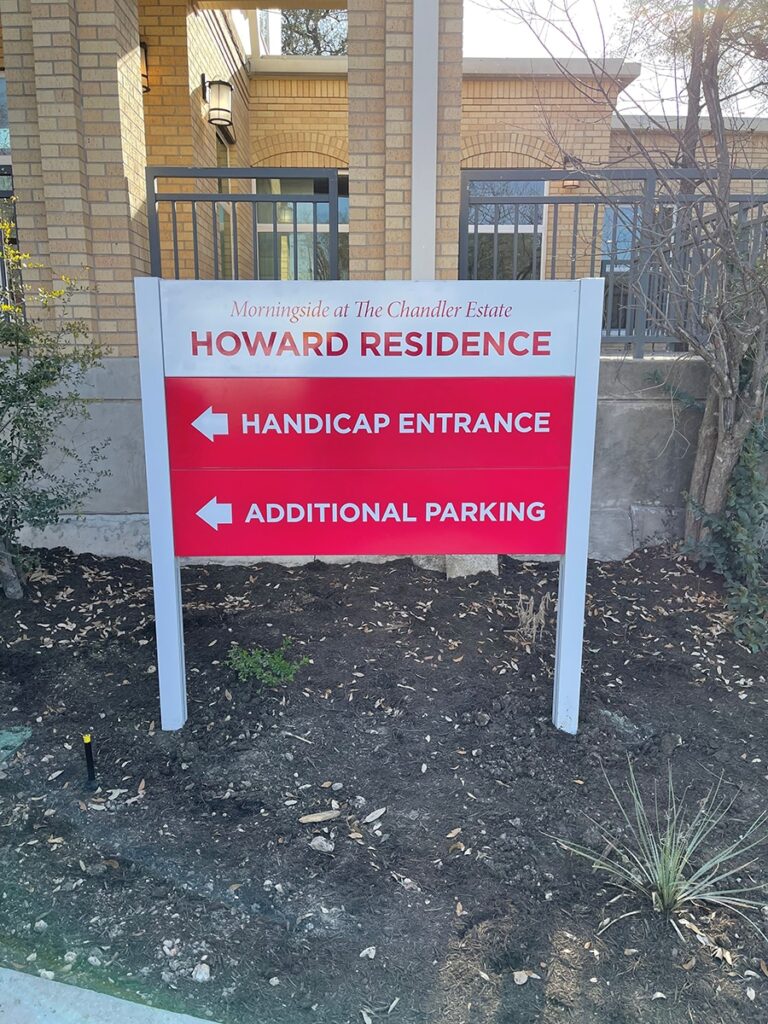 Morningside at The Chandler Estate
HOWARD RESIDENCE
HANDICAP ENTRANCE
ADDITIONAL PARKING